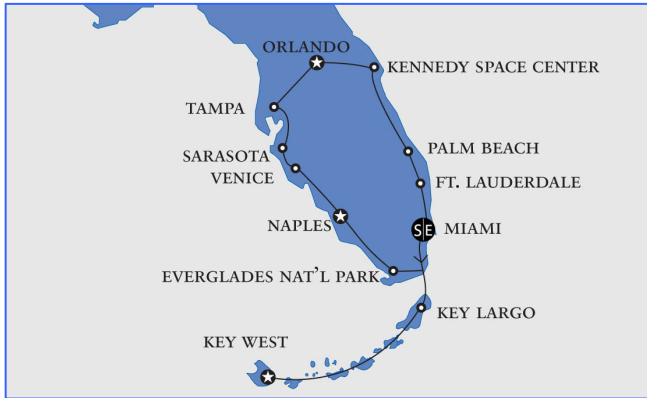 ORLANDO
KENNEDY SPACE CENTER
TAMPA
PALM BEACH
SARASOTA
VENICE
FT. LAUDERDALE
NAPLES
S E
MIAMI
EVERGLADES NAT'L PARK
KEY LARGO
KEY WEST